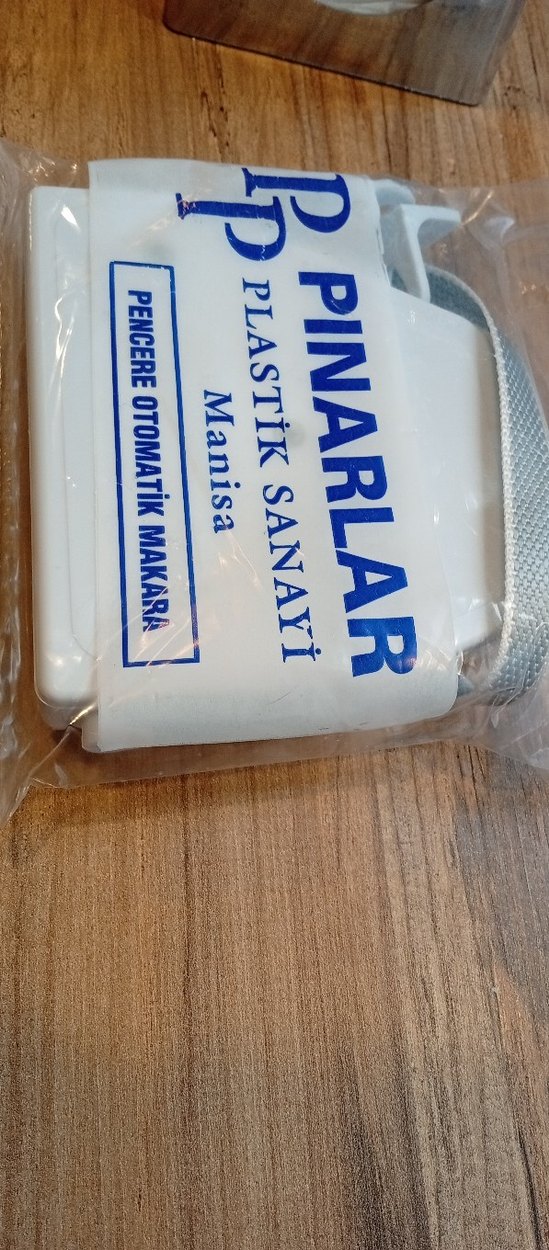 PP
PINARLAR
PLASTİK SANAYİ
Manisa
PENCERE OTOMATİK MAKARA